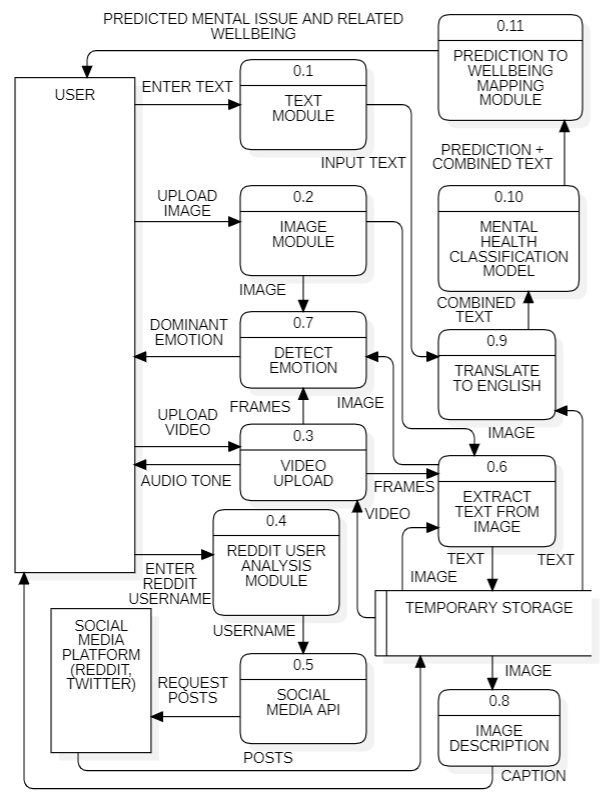 PREDICTED MENTAL ISSUE AND RELATED
WELLBEING
0.11
PREDICTION TO
WELLBEING
MAPPING
MODULE
USER
ENTER TEXT
0.1
TEXT
MODULE
INPUT TEXT
PREDICTION +
COMBINED TEXT
UPLOAD
IMAGE
0.2
IMAGE
MODULE
0.10
MENTAL
HEALTH
CLASSIFICATION
MODEL
IMAGE
COMBINED
TEXT
DOMINANT
EMOTION
0.7
DETECT
EMOTION
0.9
TRANSLATE
TO ENGLISH
FRAMES
IMAGE
UPLOAD
VIDEO
0.3
VIDEO
UPLOAD
IMAGE
AUDIO TONE
FRAMES
0.6
EXTRACT
TEXT FROM
IMAGE
VIDEO
0.4
REDDIT USER
ANALYSIS
MODULE
ENTER
REDDIT
USERNAME
TEXT
TEXT
IMAGE
TEMPORARY STORAGE
SOCIAL
MEDIA
PLATFORM
(REDDIT,
TWITTER)
USERNAME
0.5
SOCIAL
MEDIA API
REQUEST
POSTS
IMAGE
0.8
IMAGE
DESCRIPTION
POSTS
CAPTION